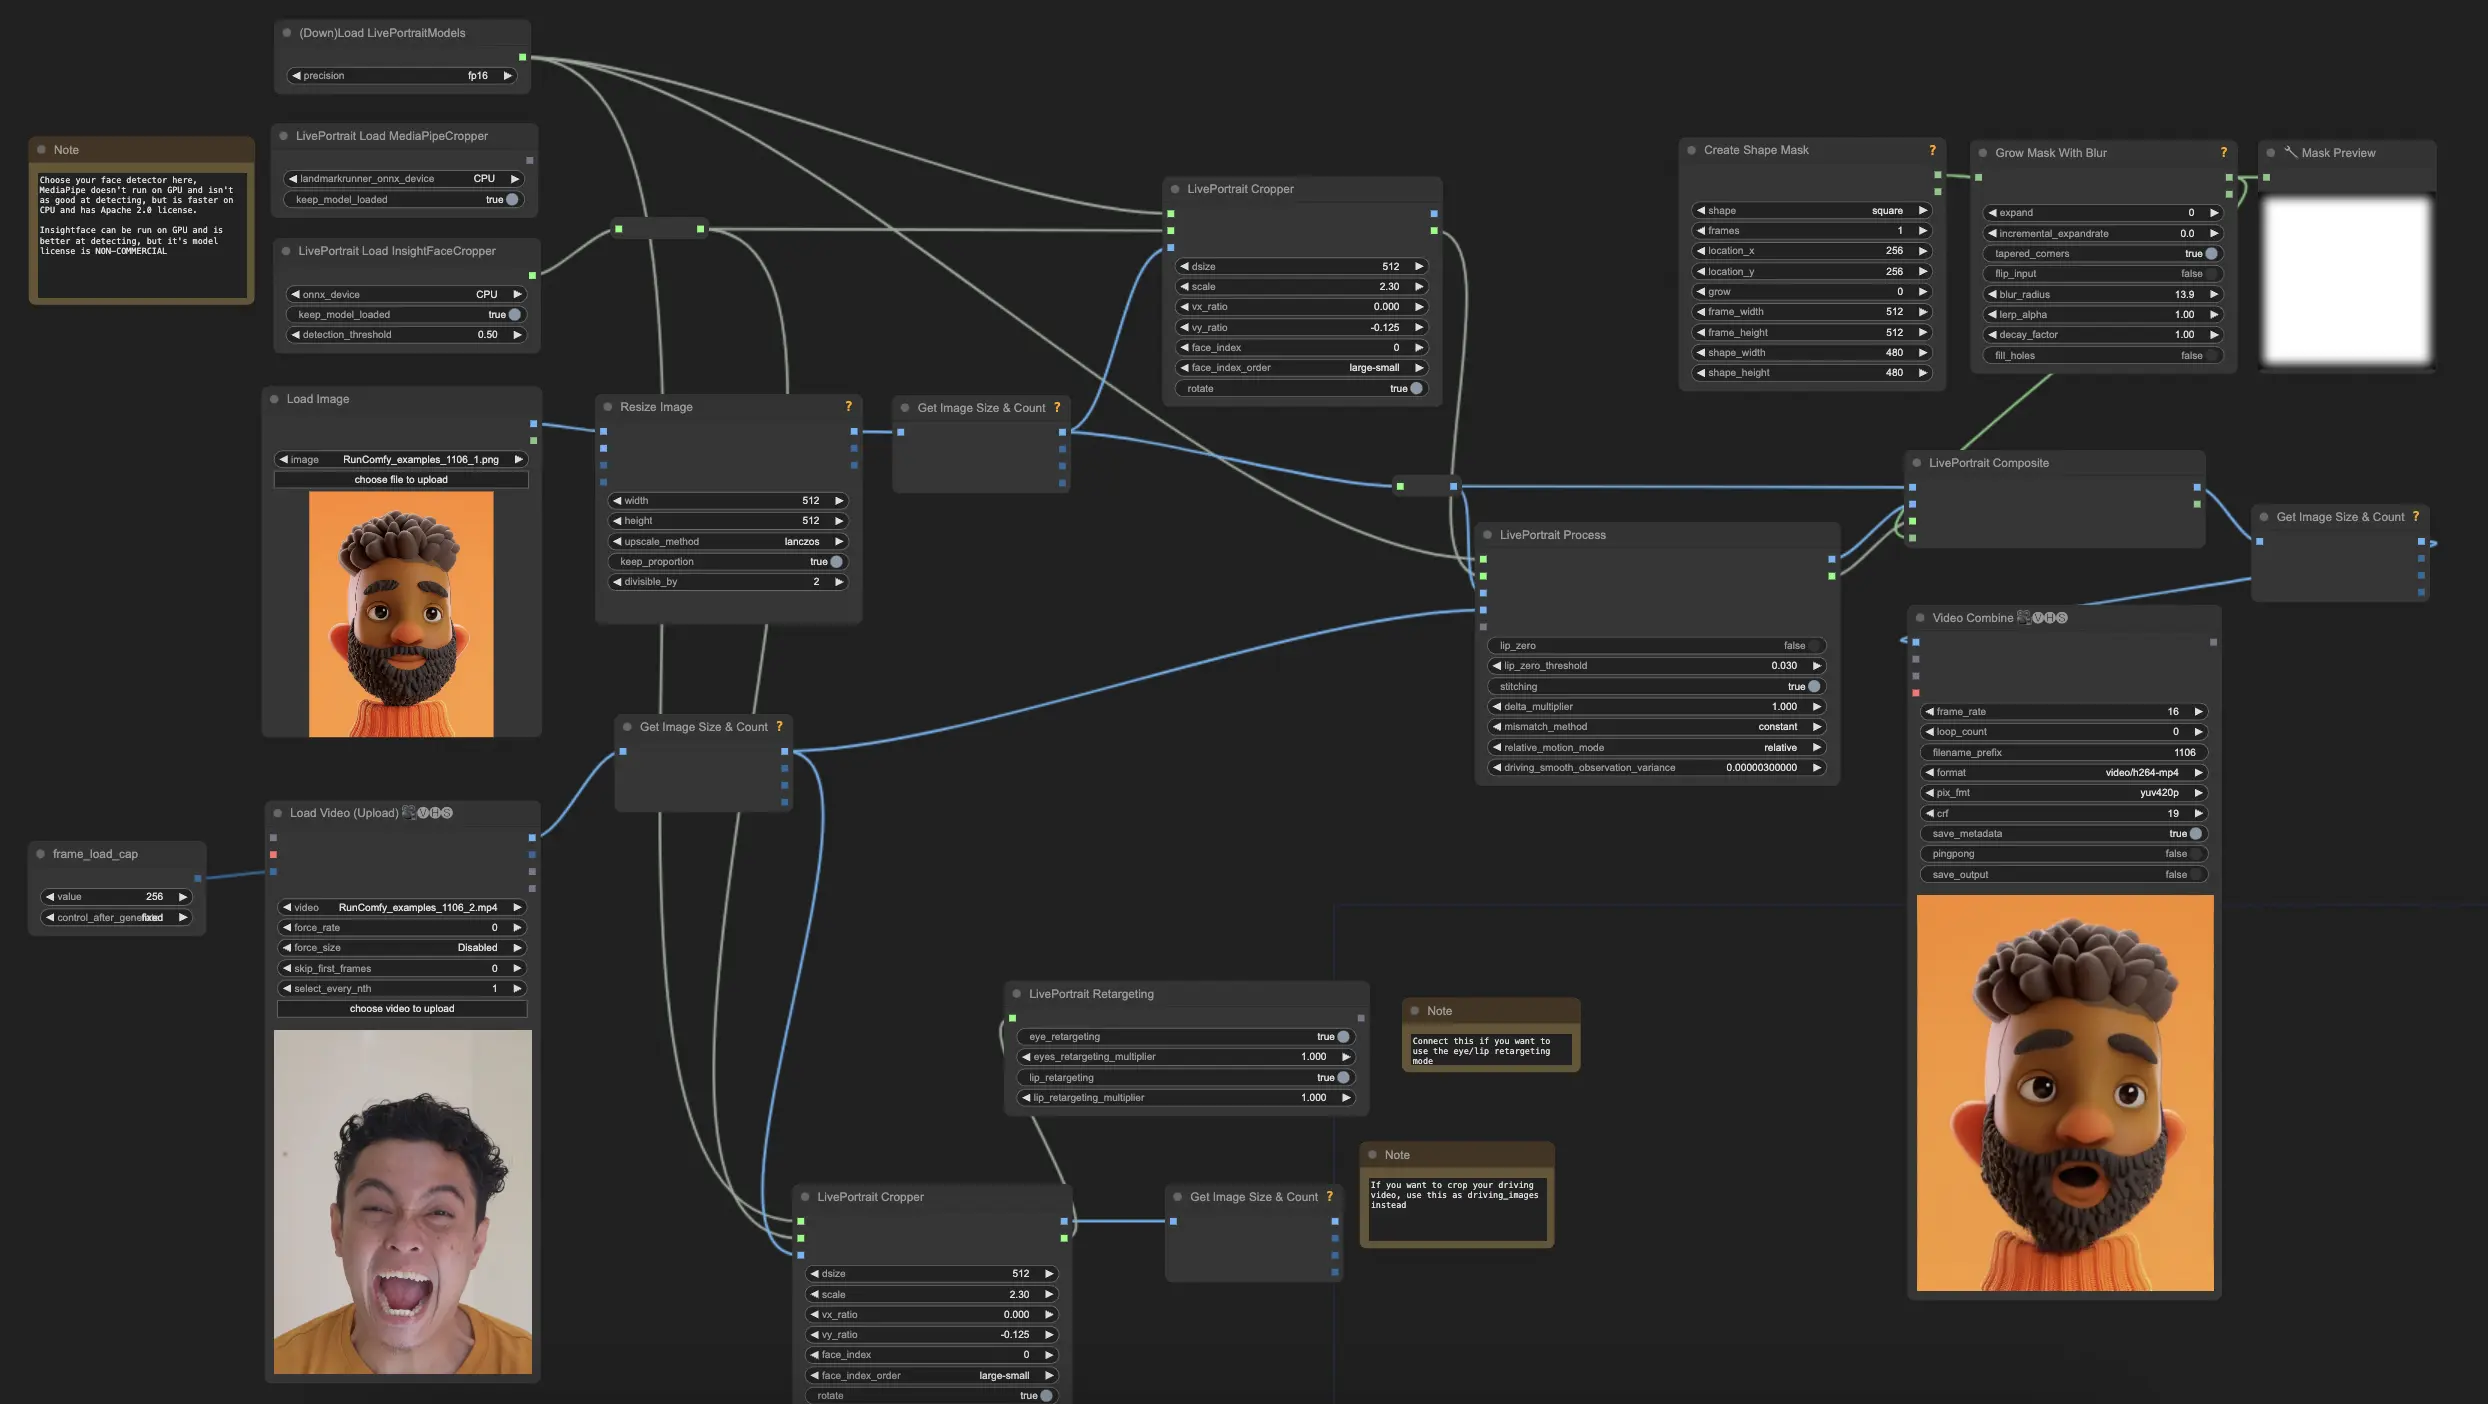 (Down)Load LivePortraitModels
precision fp16
LivePortrait Load MediaPipeCropper
landmarkrunner_onnx_device CPU
keep_model_loaded true
Note
Choose your face detector here,
MediaPipe doesn't run on GPU and isn't
as good at detecting, but is faster on
CPU and has Apache 2.0 license.
Insightface can be run on GPU and is
better at detecting, but it's model
license is NON-COMMERCIAL
LivePortrait Load InsightFaceCropper
onnx_device CPU
keep_model_loaded true
detection_threshold 0.50
Load Image
image RunComfy_examples_1106_1.png
choose file to upload
Resize Image ?
width 512
height 512
upscale_method lanczos
keep_proportion true
divisible_by 2
Get Image Size & Count ?
LivePortrait Cropper
dsize 512
scale 2.30
vx_ratio 0.000
vy_ratio -0.125
face_index 0
face_index_order large-small
rotate true
Create Shape Mask ?
shape square
frames 1
location_x 256
location_y 256
grow 0
frame_width 512
frame_height 512
shape_width 480
shape_height 480
Grow Mask With Blur ?
expand 0
incremental_expandrate 0.0
tapered_corners true
flip_input false
blur_radius 13.9
lerp_alpha 1.00
decay_factor 1.00
fill_holes false
Mask Preview
LivePortrait Composite
Get Image Size & Count ?
LivePortrait Process
lip_zero false
lip_zero_threshold 0.030
stitching true
delta_multiplier 1.000
mismatch_method constant
relative_motion_mode relative
driving_smooth_observation_variance 0.00000300000
Video Combine VHS
frame_rate 16
loop_count 0
filename_prefix 1106
format video/h264-mp4
pix_fmt yuv420p
crf 19
save_metadata true
pingpong false
save_output false
Get Image Size & Count ?
frame_load_cap
value 256
control_after_generate fixed
Load Video (Upload) VHS
video RunComfy_examples_1106_2.mp4
force_rate 0
force_size Disabled
skip_first_frames 0
select_every_nth 1
choose video to upload
LivePortrait Retargeting
eye_retargeting true
eyes_retargeting_multiplier 1.000
lip_retargeting true
lip_retargeting_multiplier 1.000
Note
Connect this if you want to
use the eye/lip retargeting
mode
Note
If you want to crop your driving
video, use this as driving_images
instead
LivePortrait Cropper
dsize 512
scale 2.30
vx_ratio 0.000
vy_ratio -0.125
face_index 0
face_index_order large-small
rotate true
Get Image Size & Count ?